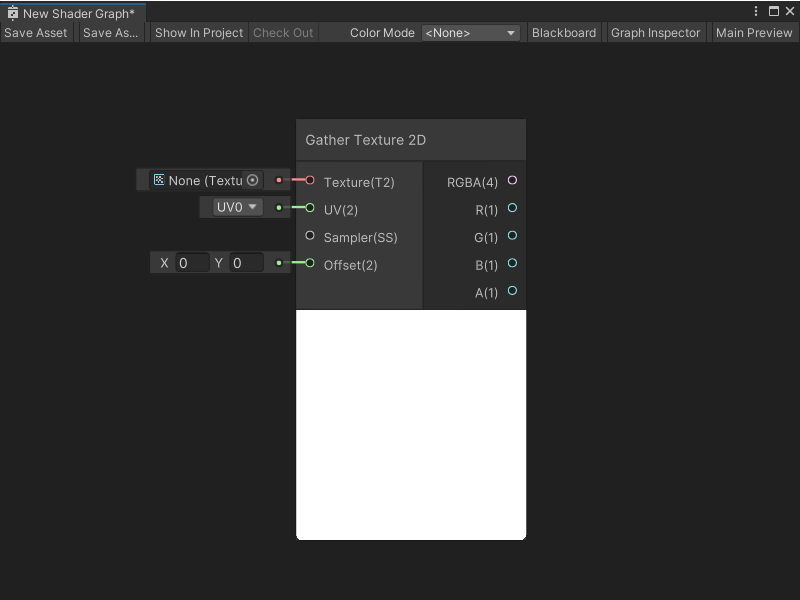 New Shader Graph*
Save Asset Save As... Show In Project Check Out Color Mode <None> Blackboard Graph Inspector Main Preview
Gather Texture 2D
None (Textu Texture(T2) RGBA(4)
UV0 UV(2) R(1)
Sampler(SS) G(1)
X 0 Y 0 Offset(2) B(1)
A(1)